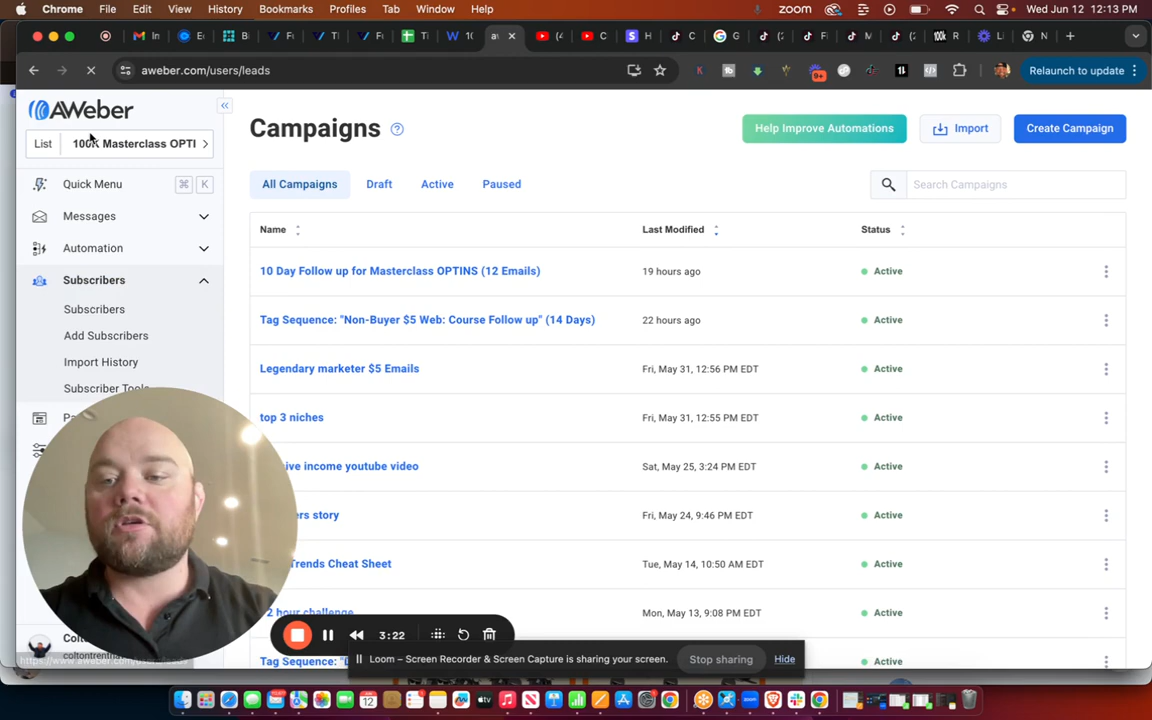 Chrome File Edit View History Bookmarks Profiles Tab Window Help
zoom
Wed Jun 12 12:13 PM
aweber.com/users/leads
Relaunch to update
9+
AWeber
List
100K Masterclass OPTI
Quick Menu
K
Messages
Automation
Subscribers
Subscribers
Add Subscribers
Import History
Subscriber Tools
Campaigns
Help Improve Automations
Import
Create Campaign
All Campaigns
Draft
Active
Paused
Search Campaigns
Name
Last Modified
Status
10 Day Follow up for Masterclass OPTINS (12 Emails)
19 hours ago
Active
Tag Sequence: "Non-Buyer $5 Web: Course Follow up" (14 Days)
22 hours ago
Active
Legendary marketer $5 Emails
Fri, May 31, 12:56 PM EDT
Active
top 3 niches
Fri, May 31, 12:55 PM EDT
Active
income youtube video
Sat, May 25, 3:24 PM EDT
Active
story
Fri, May 24, 9:46 PM EDT
Active
Trends Cheat Sheet
Tue, May 14, 10:50 AM EDT
Active
hour challenge
Mon, May 13, 9:08 PM EDT
Active
Tag Sequence:
Active
3:22
Loom – Screen Recorder & Screen Capture is sharing your screen.
Stop sharing
Hide